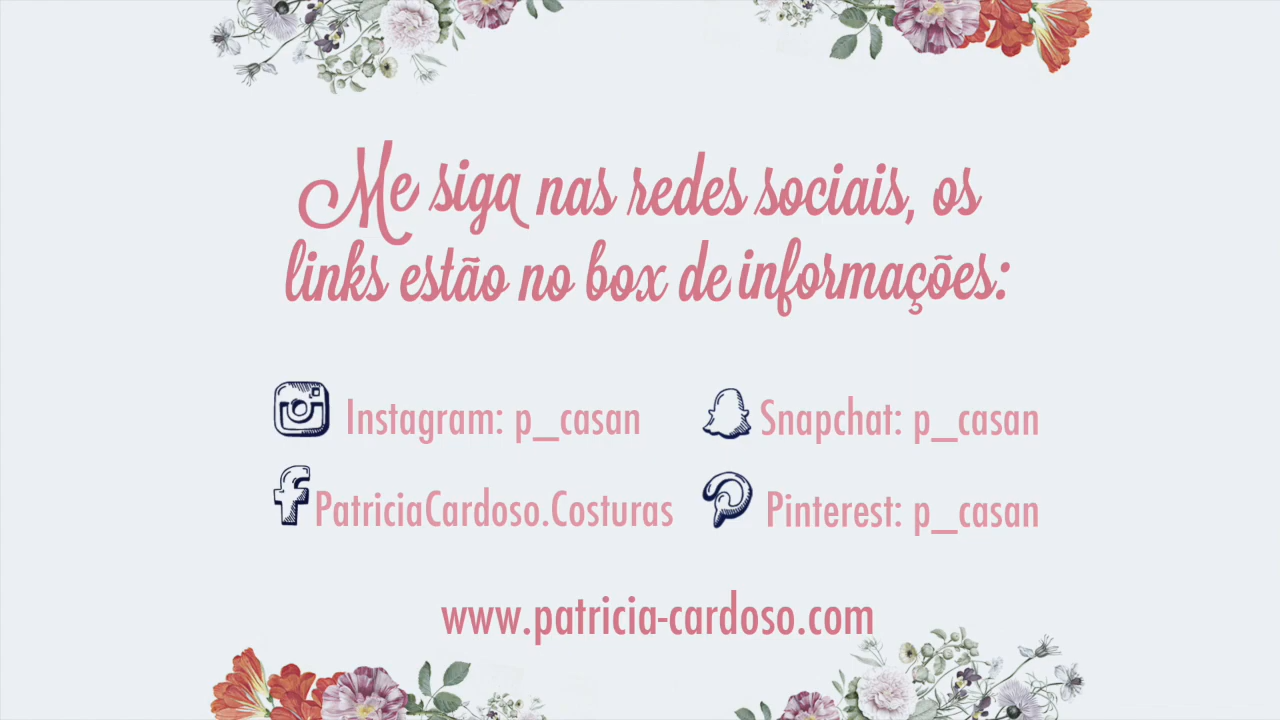 Me siga nas redes sociais, os
links estão no box de informações:
Instagram: p_casan
Snapchat: p_casan
PatriciaCardoso.Costuras
Pinterest: p_casan
www.patricia-cardoso.com